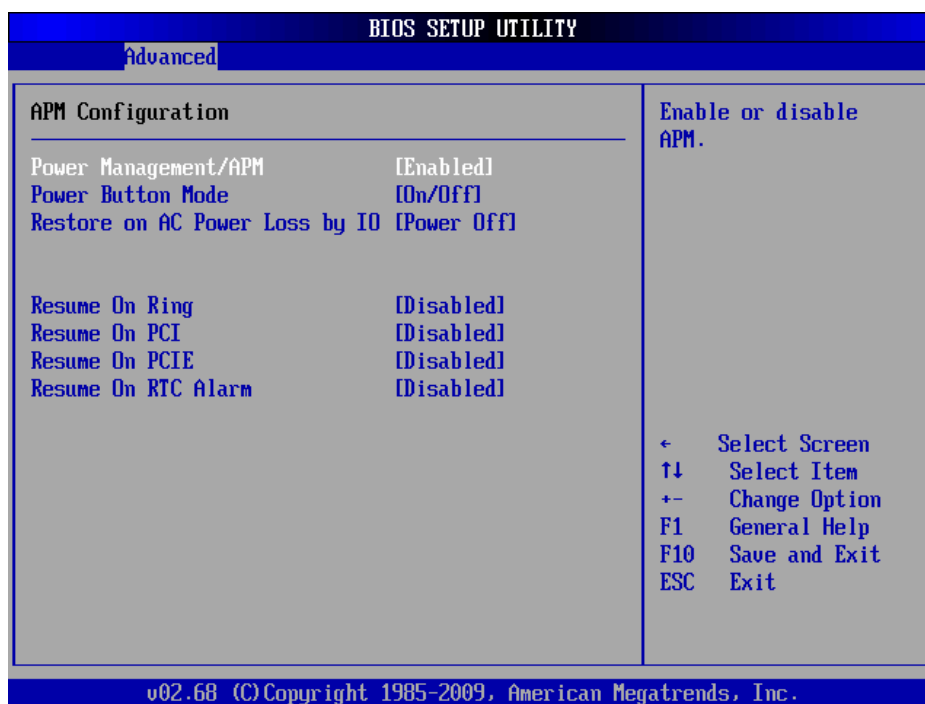 BIOS SETUP UTILITY
Advanced
APM Configuration
Power Management/APM [Enabled]
Power Button Mode [On/Off]
Restore on AC Power Loss by IO [Power Off]
Resume On Ring [Disabled]
Resume On PCI [Disabled]
Resume On PCIE [Disabled]
Resume On RTC Alarm [Disabled]
Enable or disable
APM.
← Select Screen
↑↓ Select Item
+- Change Option
F1 General Help
F10 Save and Exit
ESC Exit
v02.68 (C)Copyright 1985-2009, American Megatrends, Inc.